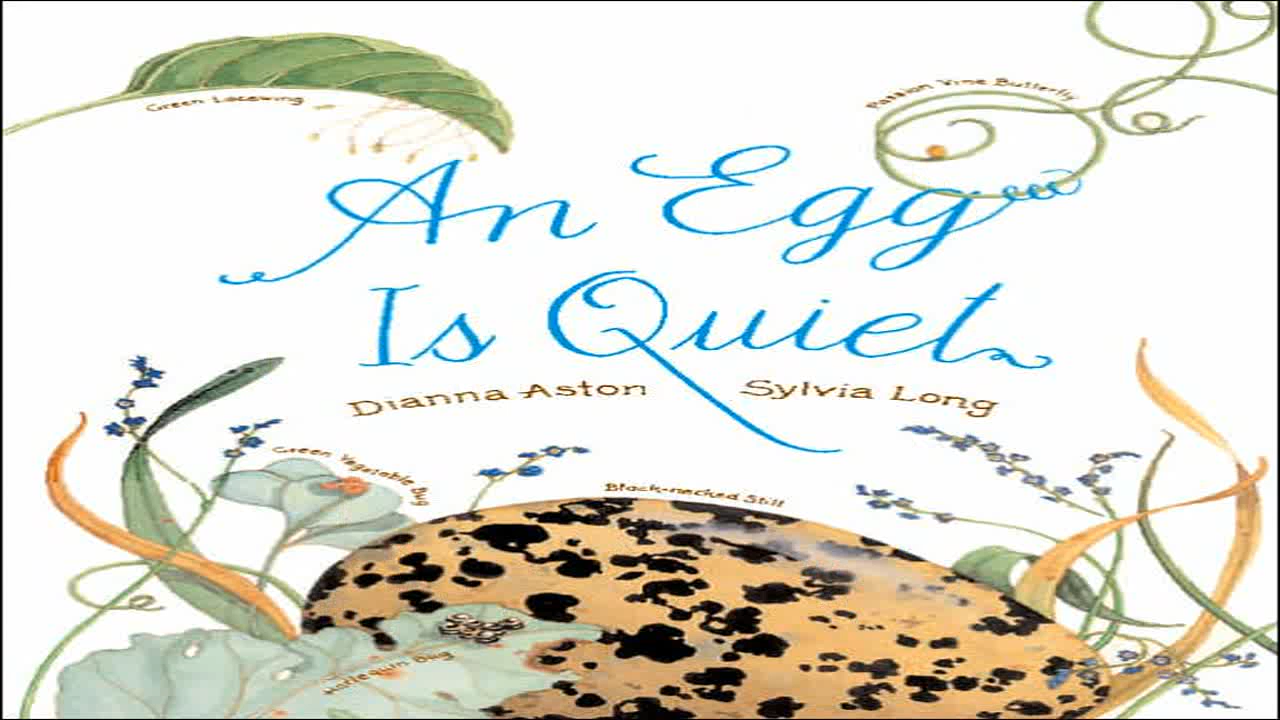 Green Lacewing
Passion Vine Butterfly
An Egg
Is Quiet
Dianna Aston
Sylvia Long
Green Vegetable Bug
Black-necked Stilt
Harlequin Bug